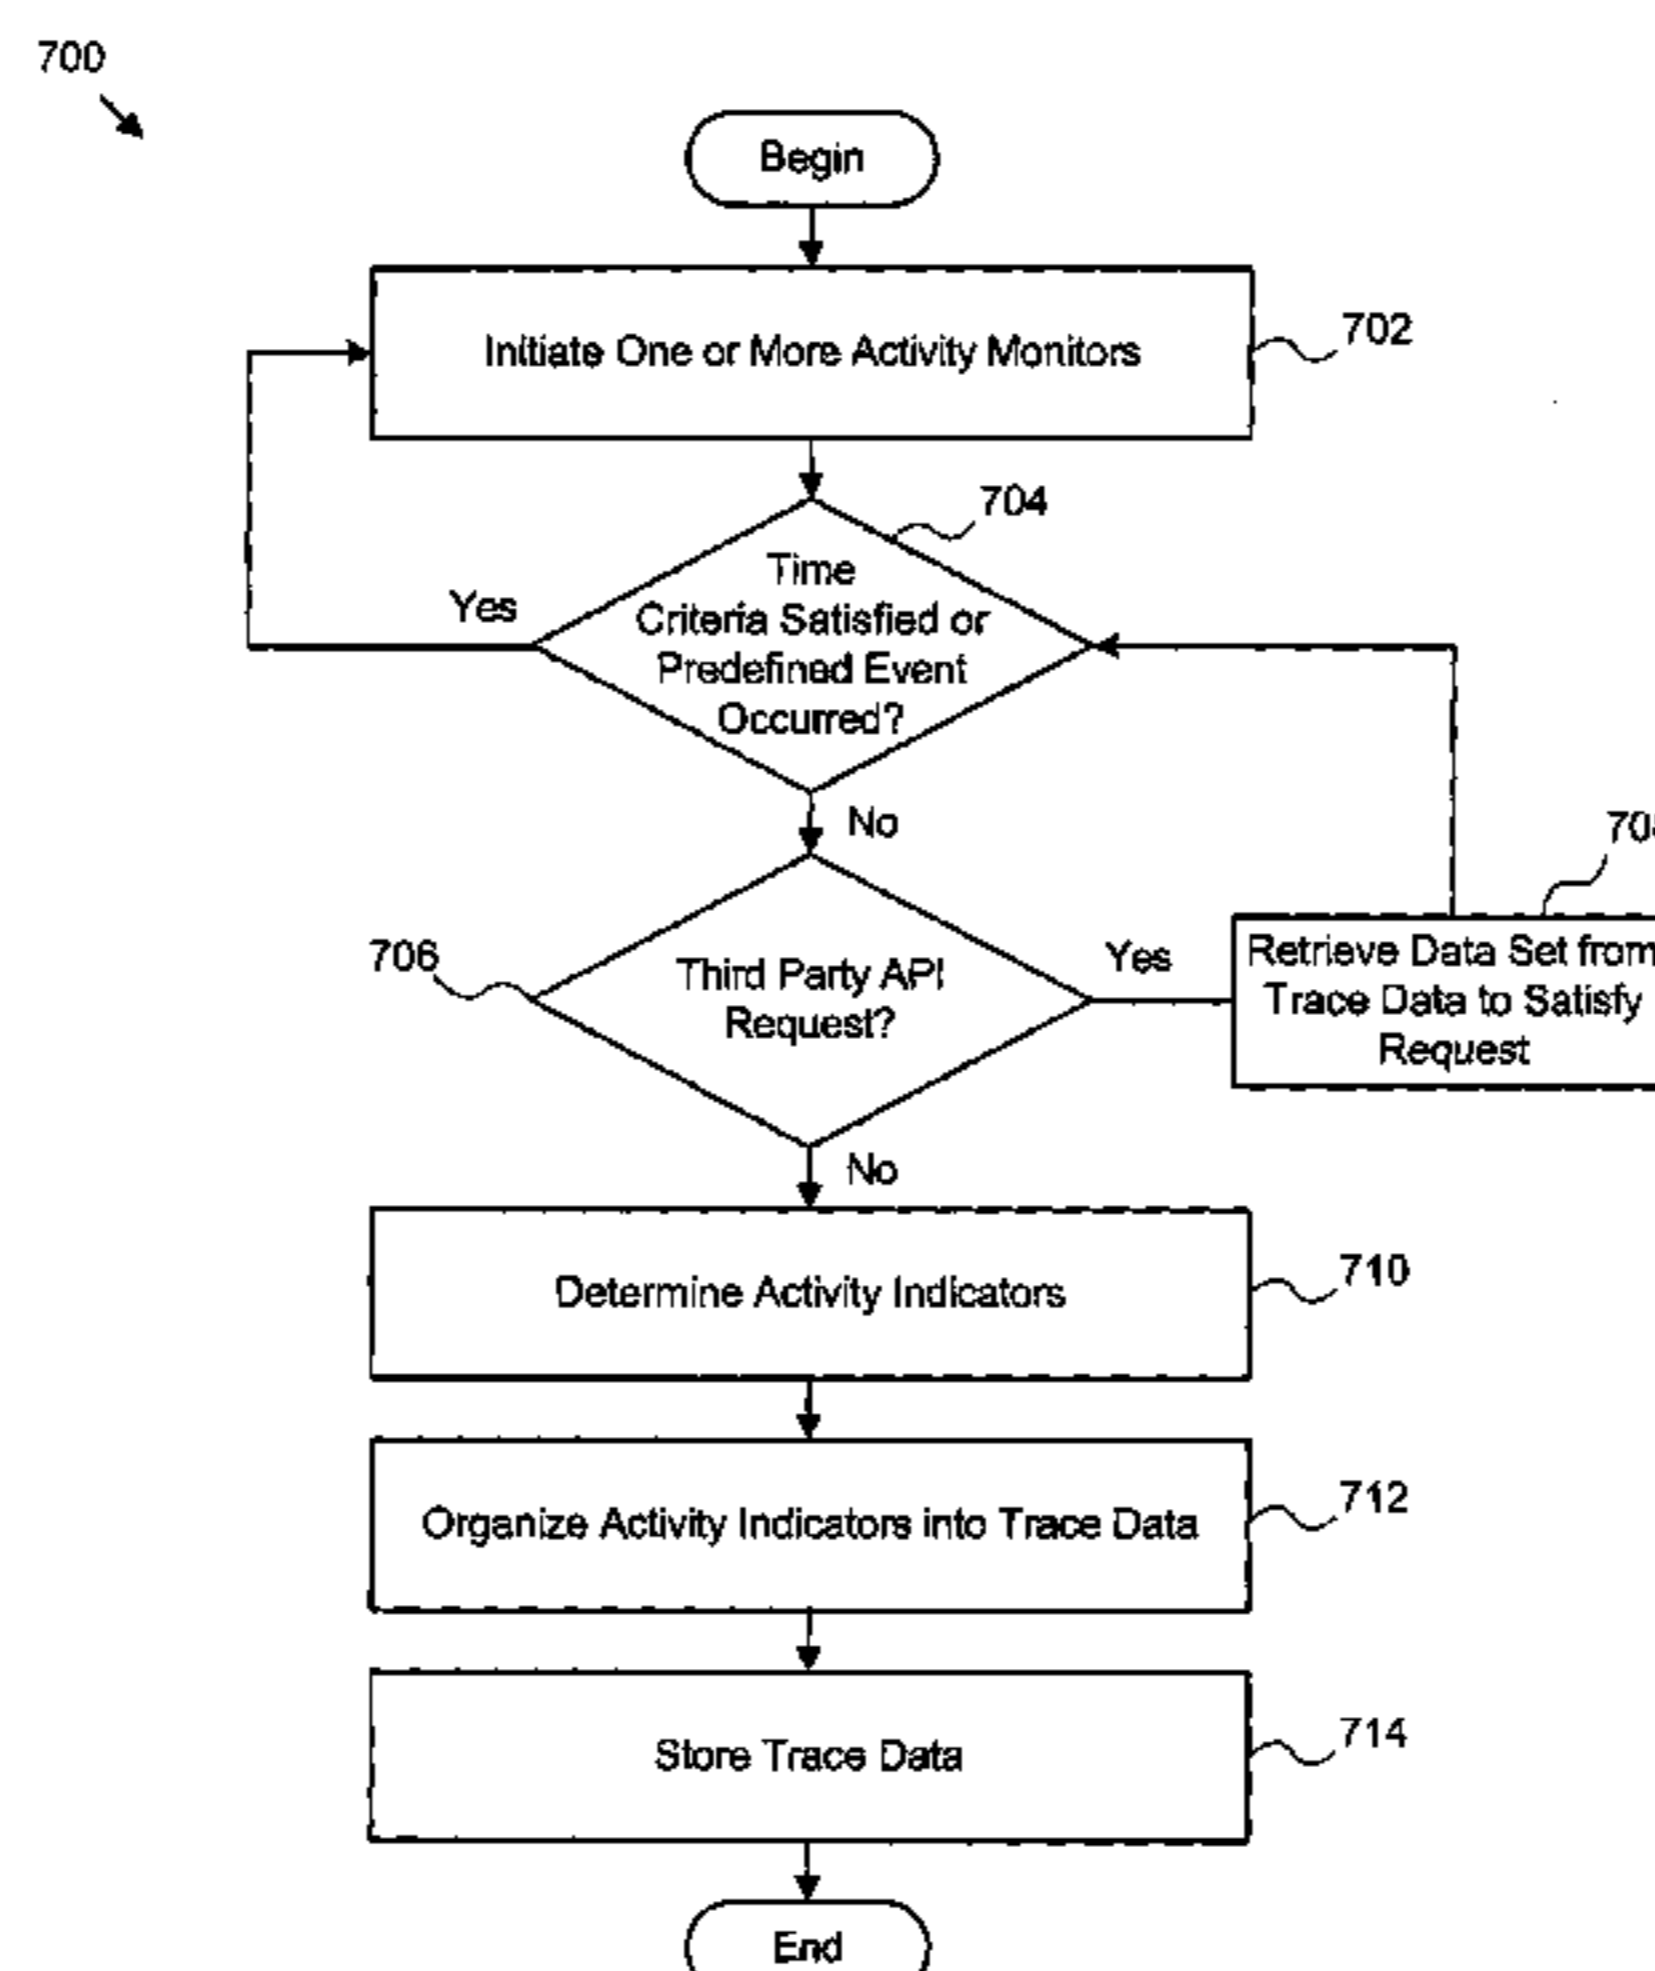 700
Begin
Initiate One or More Activity Monitors
702
704
Time
Criteria Satisfied or
Predefined Event
Occurred?
Yes
No
706
Third Party API
Request?
Yes
Retrieve Data Set from
Trace Data to Satisfy
Request
No
Determine Activity Indicators
710
Organize Activity Indicators into Trace Data
712
Store Trace Data
714
End